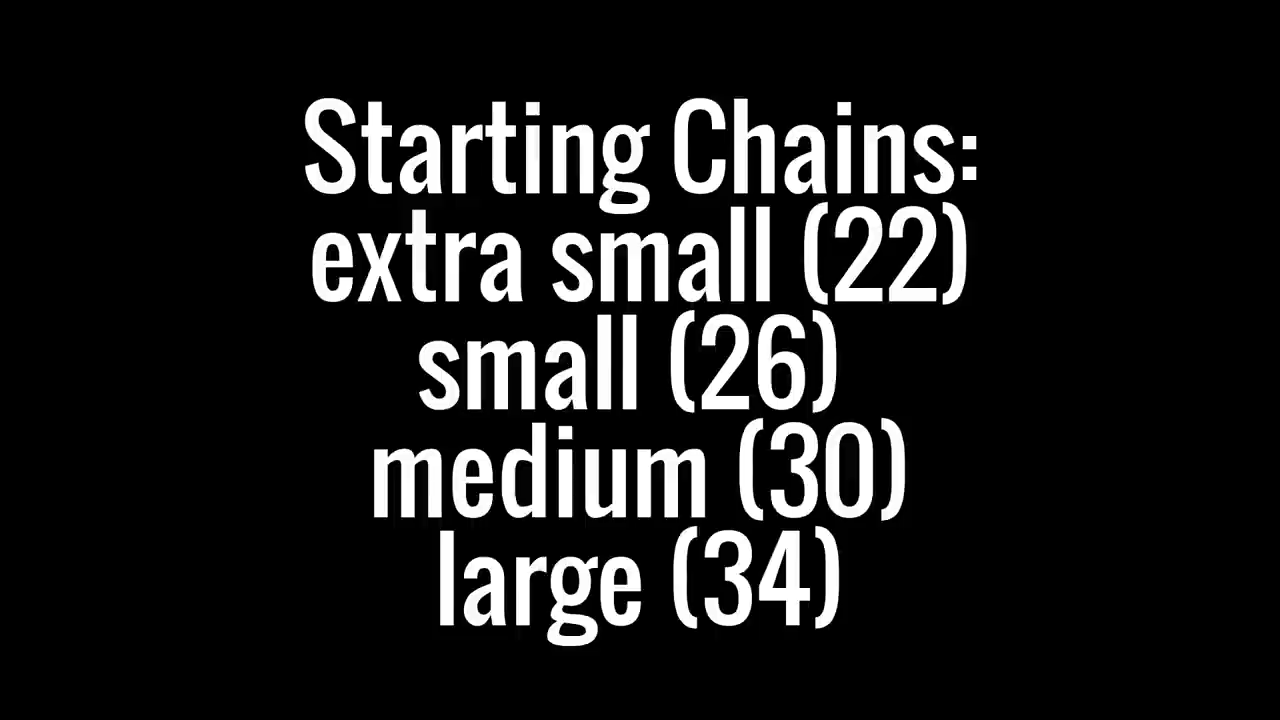 Starting Chains:
extra small (22)
small (26)
medium (30)
large (34)